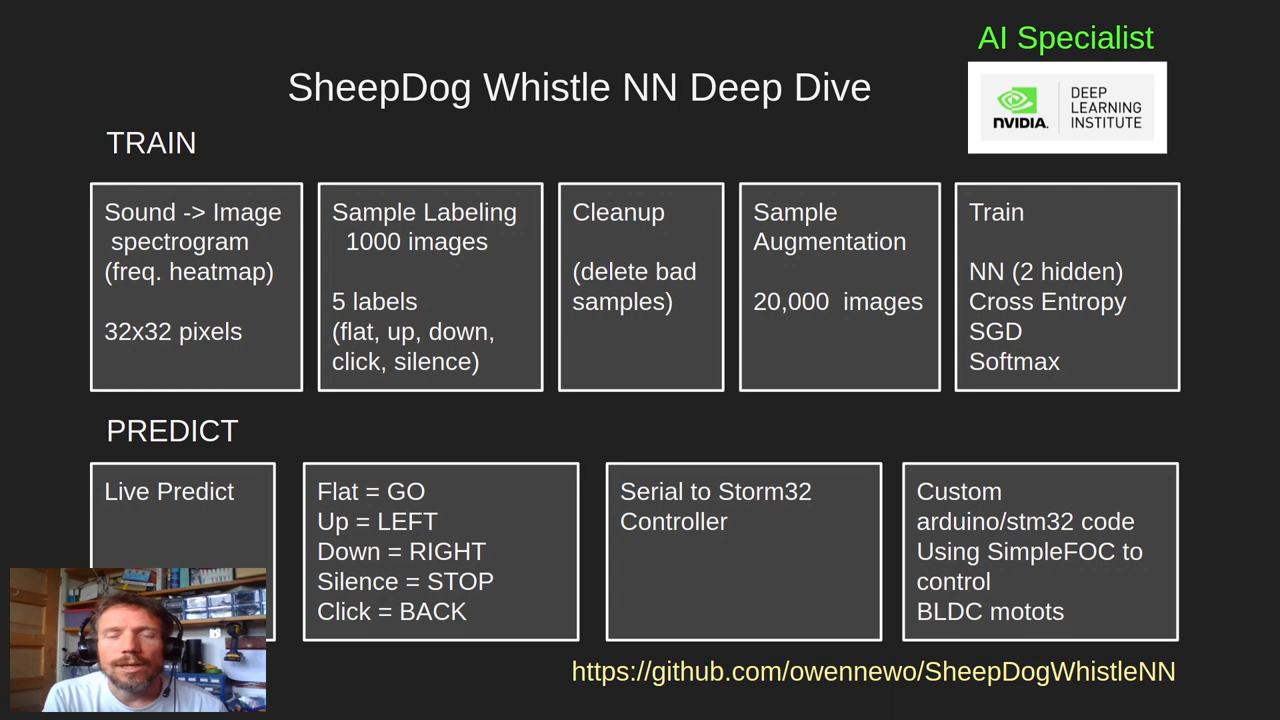 AI Specialist
SheepDog Whistle NN Deep Dive
NVIDIA.
DEEP
LEARNING
INSTITUTE
TRAIN
Sound -> Image
spectrogram
(freq. heatmap)
32x32 pixels
Sample Labeling
1000 images
5 labels
(flat, up, down,
click, silence)
Cleanup
(delete bad
samples)
Sample
Augmentation
20,000 images
Train
NN (2 hidden)
Cross Entropy
SGD
Softmax
PREDICT
Live Predict
Flat = GO
Up = LEFT
Down = RIGHT
Silence = STOP
Click = BACK
Serial to Storm32
Controller
Custom
arduino/stm32 code
Using SimpleFOC to
control
BLDC motots
https://github.com/owennewo/SheepDogWhistleNN